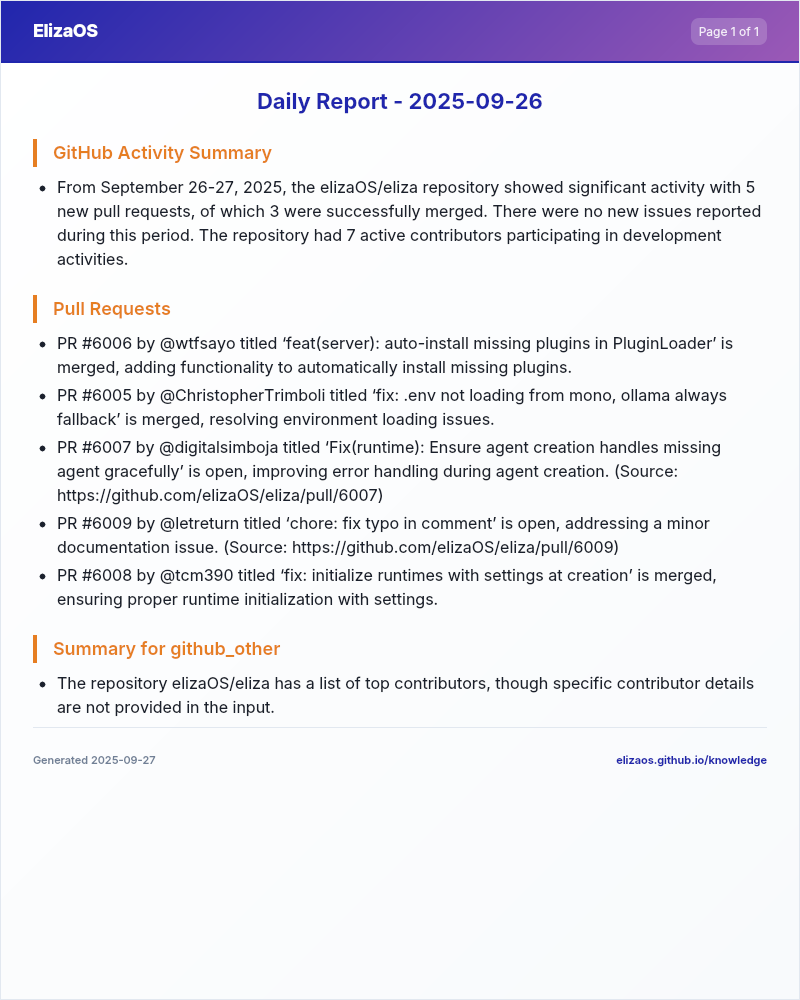 ElizaOS
Page 1 of 1
Daily Report - 2025-09-26
GitHub Activity Summary
• From September 26-27, 2025, the elizaOS/eliza repository showed significant activity with 5
new pull requests, of which 3 were successfully merged. There were no new issues reported
during this period. The repository had 7 active contributors participating in development
activities.
Pull Requests
• PR #6006 by @wtfsayo titled ‘feat(server): auto-install missing plugins in PluginLoader’ is
merged, adding functionality to automatically install missing plugins.
• PR #6005 by @ChristopherTrimboli titled ‘fix: .env not loading from mono, ollama always
fallback’ is merged, resolving environment loading issues.
• PR #6007 by @digitalsimboja titled ‘Fix(runtime): Ensure agent creation handles missing
agent gracefully’ is open, improving error handling during agent creation. (Source:
https://github.com/elizaOS/eliza/pull/6007)
• PR #6009 by @letreturn titled ‘chore: fix typo in comment’ is open, addressing a minor
documentation issue. (Source: https://github.com/elizaOS/eliza/pull/6009)
• PR #6008 by @tcm390 titled ‘fix: initialize runtimes with settings at creation’ is merged,
ensuring proper runtime initialization with settings.
Summary for github_other
• The repository elizaOS/eliza has a list of top contributors, though specific contributor details
are not provided in the input.
Generated 2025-09-27
elizaos.github.io/knowledge